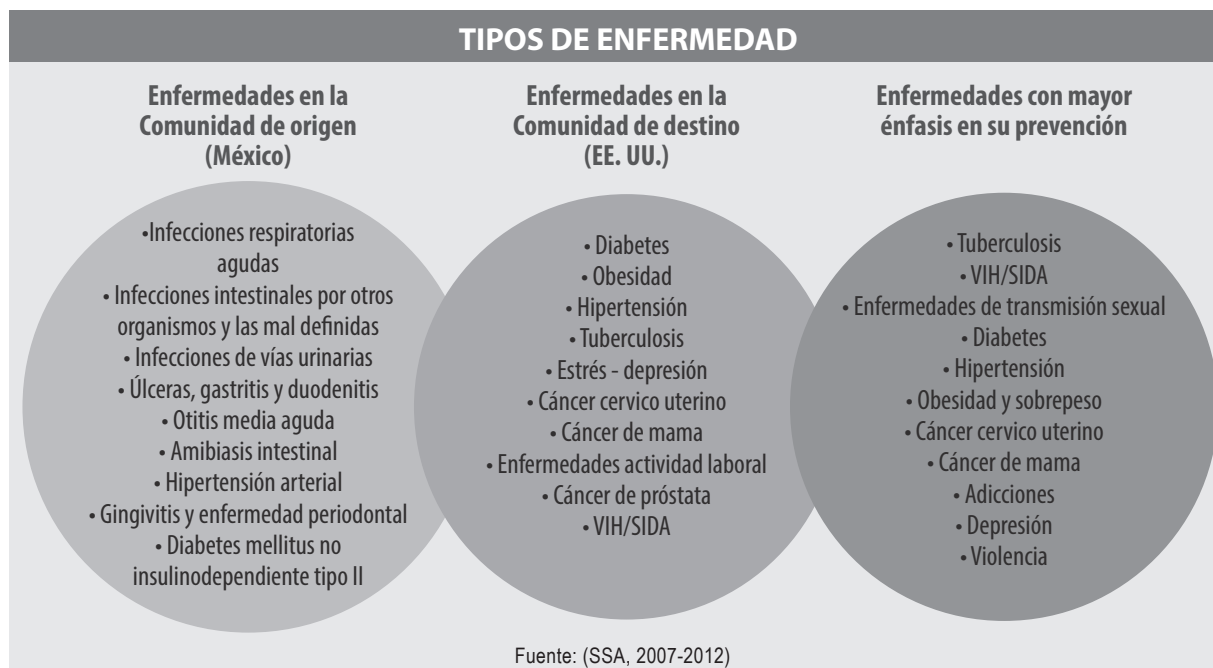 TIPOS DE ENFERMEDAD
Enfermedades en la
Comunidad de origen
(México)
•Infecciones respiratorias
agudas
• Infecciones intestinales por otros
organismos y las mal definidas
• Infecciones de vías urinarias
• Úlceras, gastritis y duodenitis
• Otitis media aguda
• Amibiasis intestinal
• Hipertensión arterial
• Gingivitis y enfermedad periodontal
• Diabetes mellitus no
insulinodependiente tipo II
Enfermedades en la
Comunidad de destino
(EE. UU.)
• Diabetes
• Obesidad
• Hipertensión
• Tuberculosis
• Estrés - depresión
• Cáncer cervico uterino
• Cáncer de mama
• Enfermedades actividad laboral
• Cáncer de próstata
• VIH/SIDA
Enfermedades con mayor
énfasis en su prevención
• Tuberculosis
• VIH/SIDA
• Enfermedades de transmisión sexual
• Diabetes
• Hipertensión
• Obesidad y sobrepeso
• Cáncer cervico uterino
• Cáncer de mama
• Adicciones
• Depresión
• Violencia
Fuente: (SSA, 2007-2012)